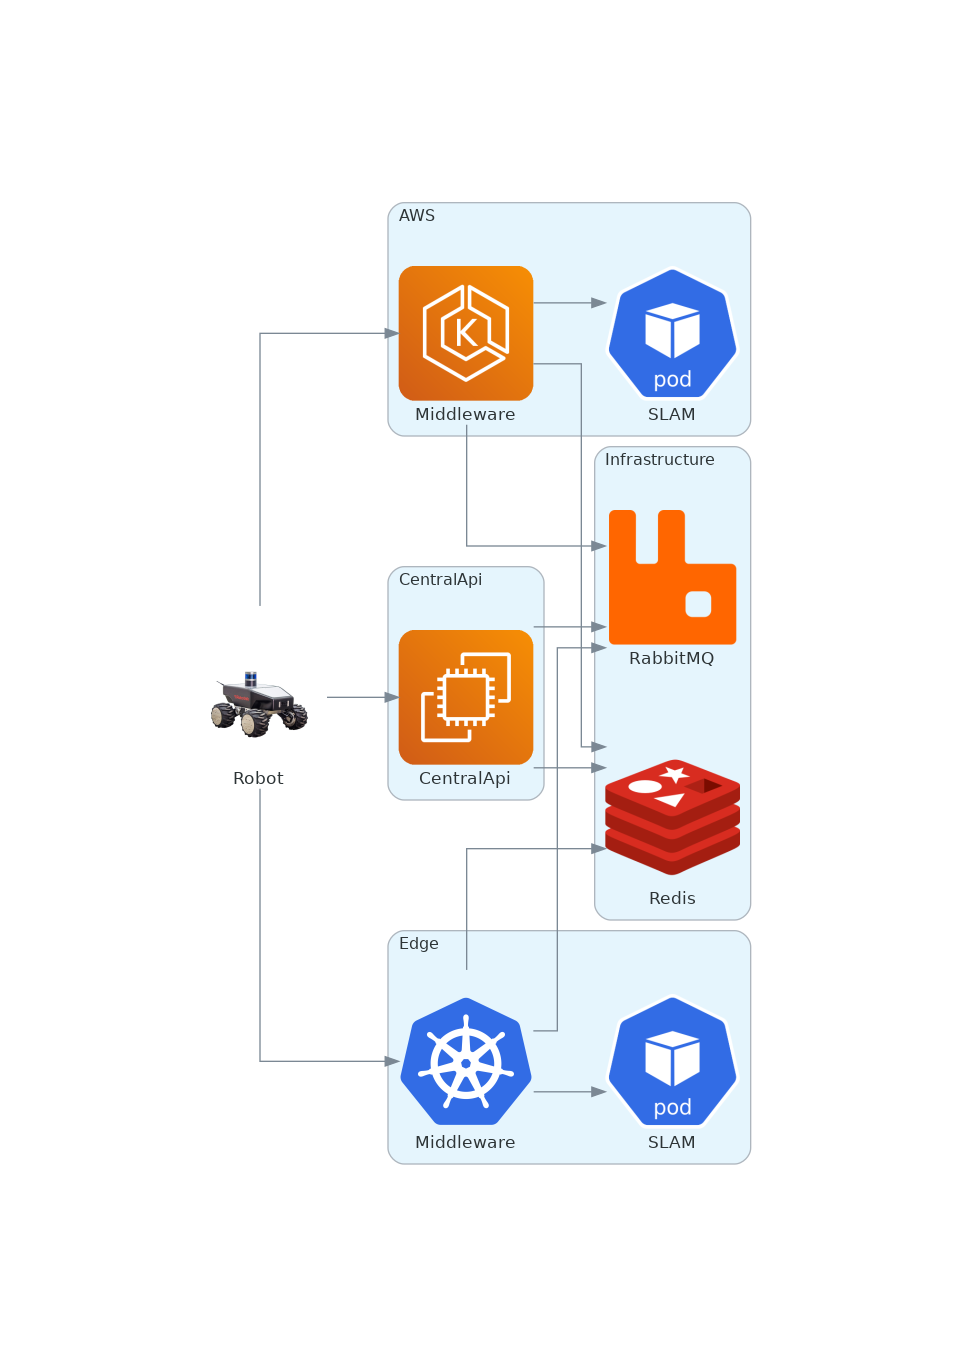 AWS
K
pod
Middleware
SLAM
Infrastructure
RabbitMQ
CentralApi
CentralApi
Robot
Redis
Edge
pod
Middleware
SLAM